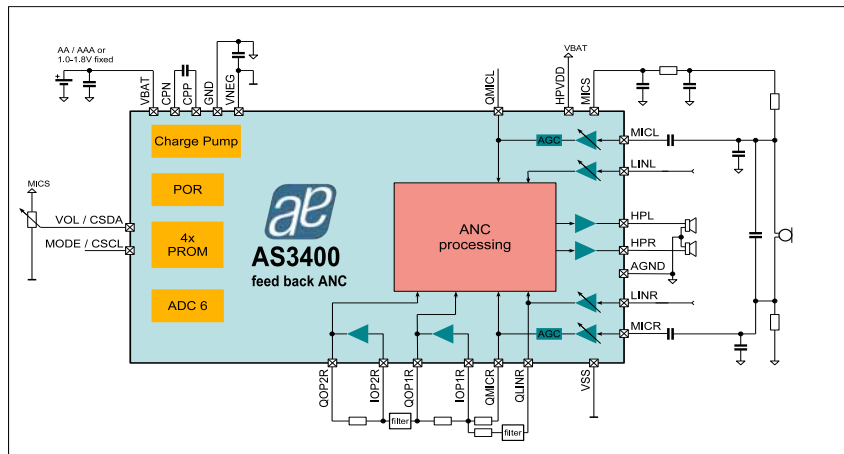 AA / AAA or
1.0-1.8V fixed
VBAT
CPN
CPP
GND
VNEG
QMICL
VBAT
HPVDD
MICS
Charge Pump
POR
4x
PROM
ADC 6
ae
AS3400
feed back ANC
ANC
processing
AGC
AGC
MICS
VOL / CSDA
MODE / CSCL
MICL
LINL
HPL
HPR
AGND
LINR
MICR
QOP2R
IOP2R
QOP1R
IOP1R
QMICR
QLINR
VSS
filter
filter